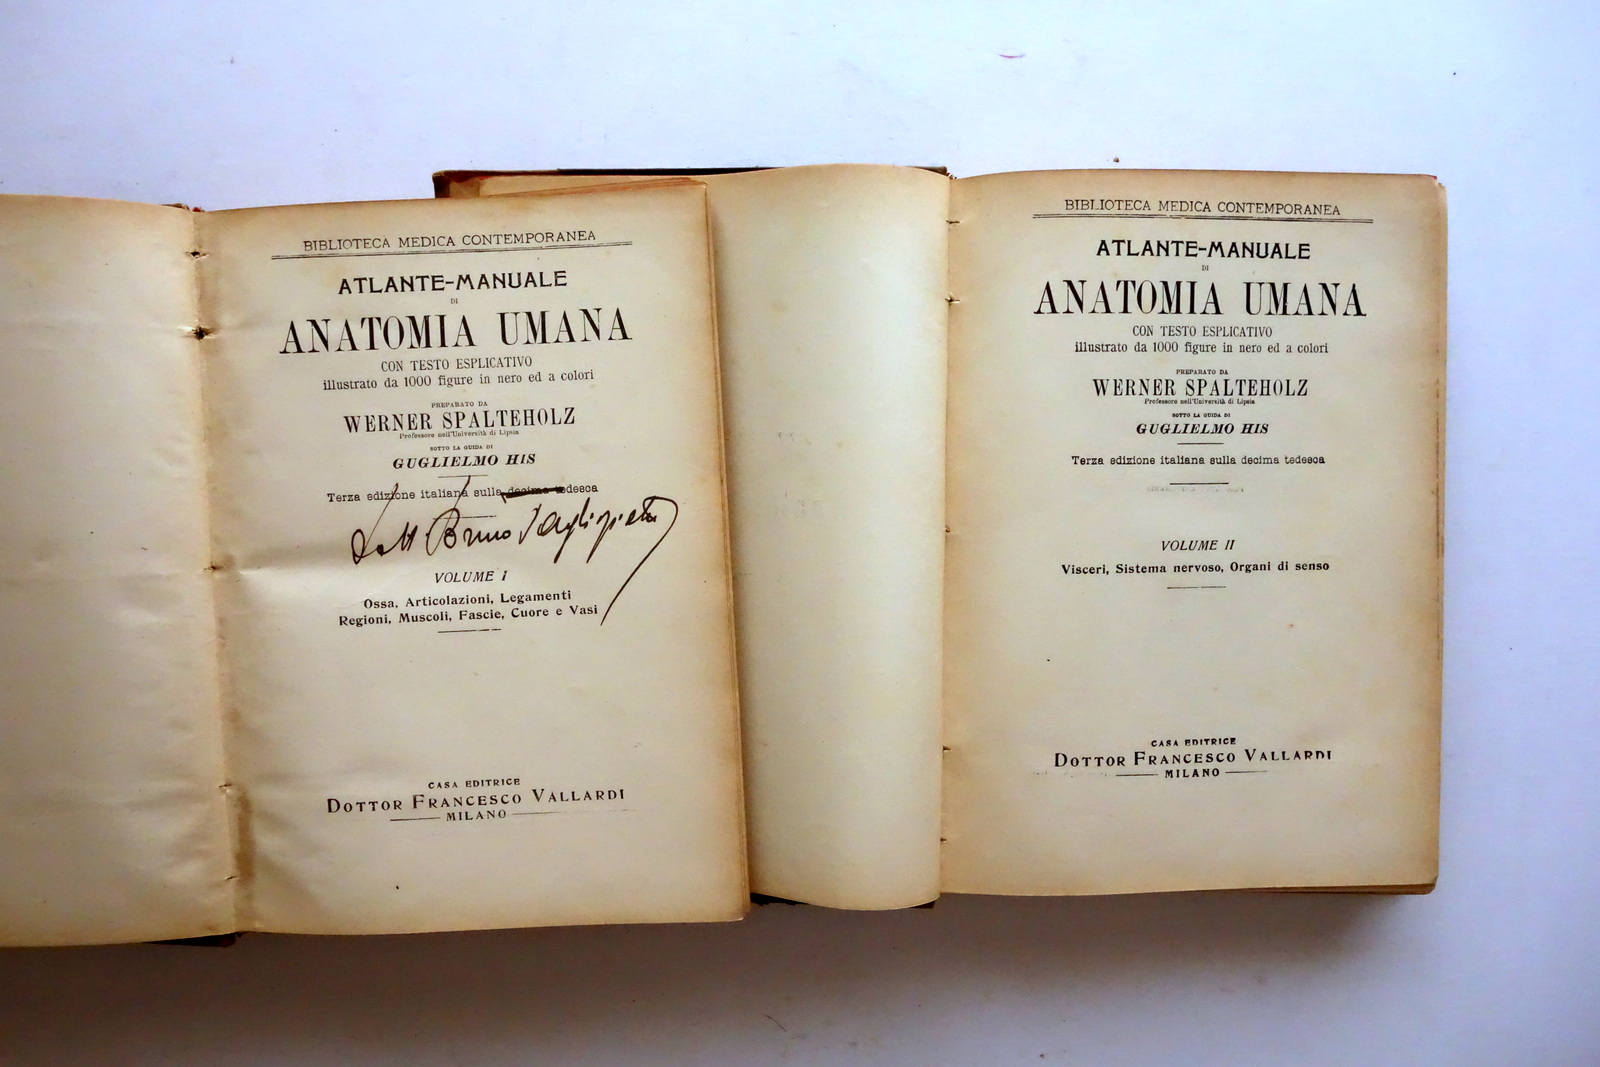 BIBLIOTECA MEDICA CONTEMPORANEA
ATLANTE-MANUALE
DI
ANATOMIA UMANA
CON TESTO ESPLICATIVO
illustrato da 1000 figure in nero ed a colori
PREPARATO DA
WERNER SPALTEHOLZ
Professore nell'Università di Lipsia
SOTTO LA GUIDA DI
GUGLIELMO HIS
Terza edizione italiana sulla decima tedesca
Dott Bruno
VOLUME I
Ossa, Articolazioni, Legamenti
Regioni, Muscoli, Fascie, Cuore e Vasi
CASA EDITRICE
DOTTOR FRANCESCO VALLARDI
MILANO
BIBLIOTECA MEDICA CONTEMPORANEA
ATLANTE-MANUALE
DI
ANATOMIA UMANA
CON TESTO ESPLICATIVO
illustrato da 1000 figure in nero ed a colori
PREPARATO DA
WERNER SPALTEHOLZ
Professore nell'Università di Lipsia
SOTTO LA GUIDA DI
GUGLIELMO HIS
Terza edizione italiana sulla decima tedesca
VOLUME II
Visceri, Sistema nervoso, Organi di senso
CASA EDITRICE
DOTTOR FRANCESCO VALLARDI
MILANO